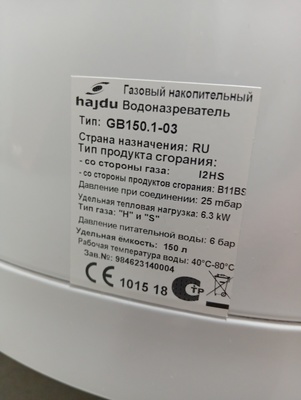 Газовый накопительный
hajdu Водонагреватель
Тип: GB150.1-03
Страна назначения: RU
Тип продукта сгорания:
- со стороны газа: I2HS
- со стороны продуктов сгорания: B11BS
Давление при соединении: 25 mбар
Удельная тепловая нагрузка: 6.3 kW
Тип газа: "H" и "S"
Давление питательной воды: 6 бар
Удельная ёмкость: 150 л
Рабочая температура воды: 40°C-80°C
Зав.№: 984623140004
CE 1015 18 TP